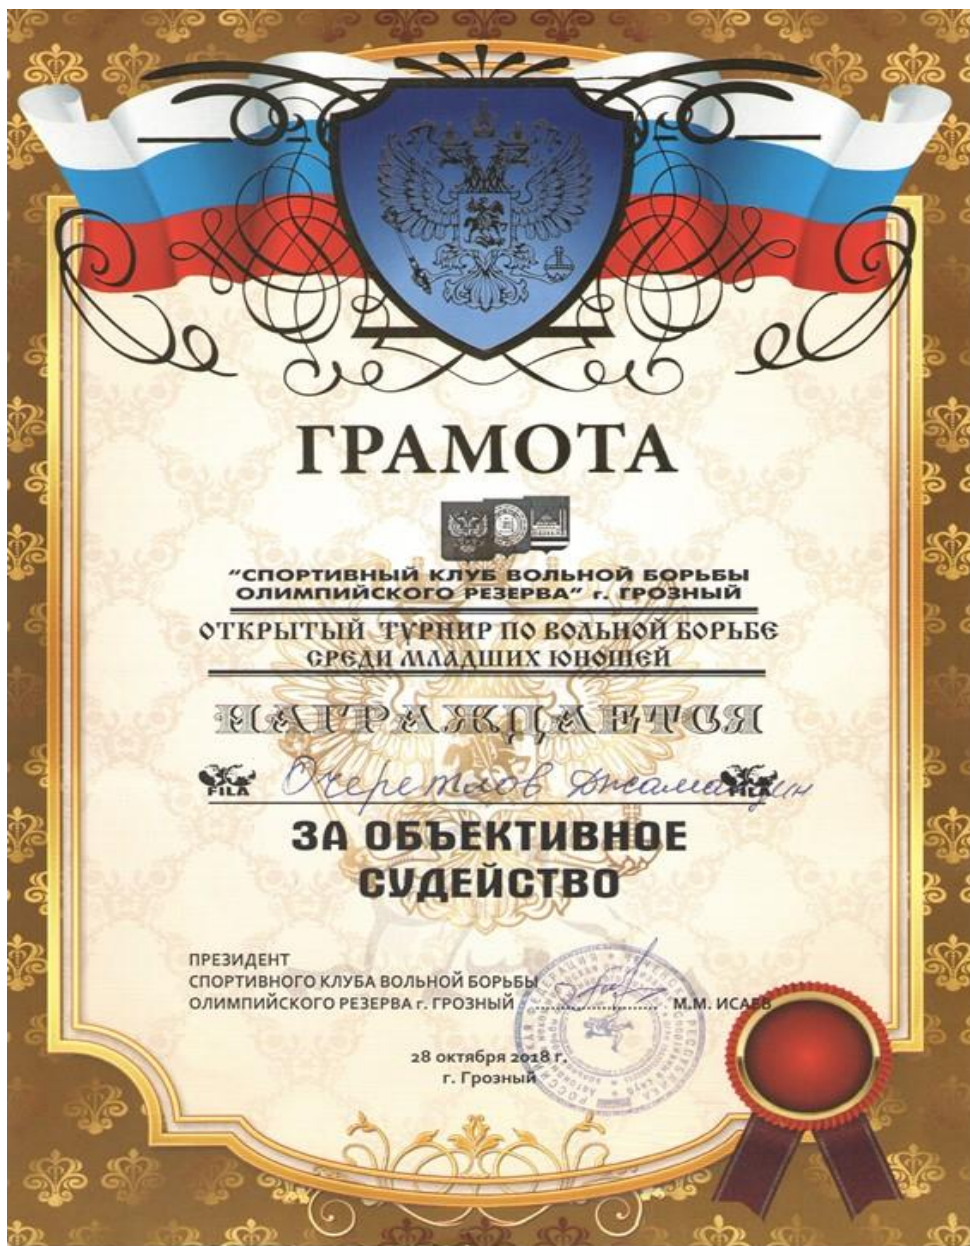 ГРАМОТА
"СПОРТИВНЫЙ КЛУБ ВОЛЬНОЙ БОРЬБЫ
ОЛИМПИЙСКОГО РЕЗЕРВА" г. ГРОЗНЫЙ
ОТКРЫТЫЙ ТУРНИР ПО ВОЛЬНОЙ БОРЬБЕ
СРЕДИ МЛАДШИХ ЮНОШЕЙ
НАГРАЖДАЕТСЯ
FILA Очеретлов Джамалдин FILA
ЗА ОБЪЕКТИВНОЕ
СУДЕЙСТВО
ПРЕЗИДЕНТ
СПОРТИВНОГО КЛУБА ВОЛЬНОЙ БОРЬБЫ
ОЛИМПИЙСКОГО РЕЗЕРВА г. ГРОЗНЫЙ М.М. ИСАЕВ
28 октября 2018 г.
г. Грозный